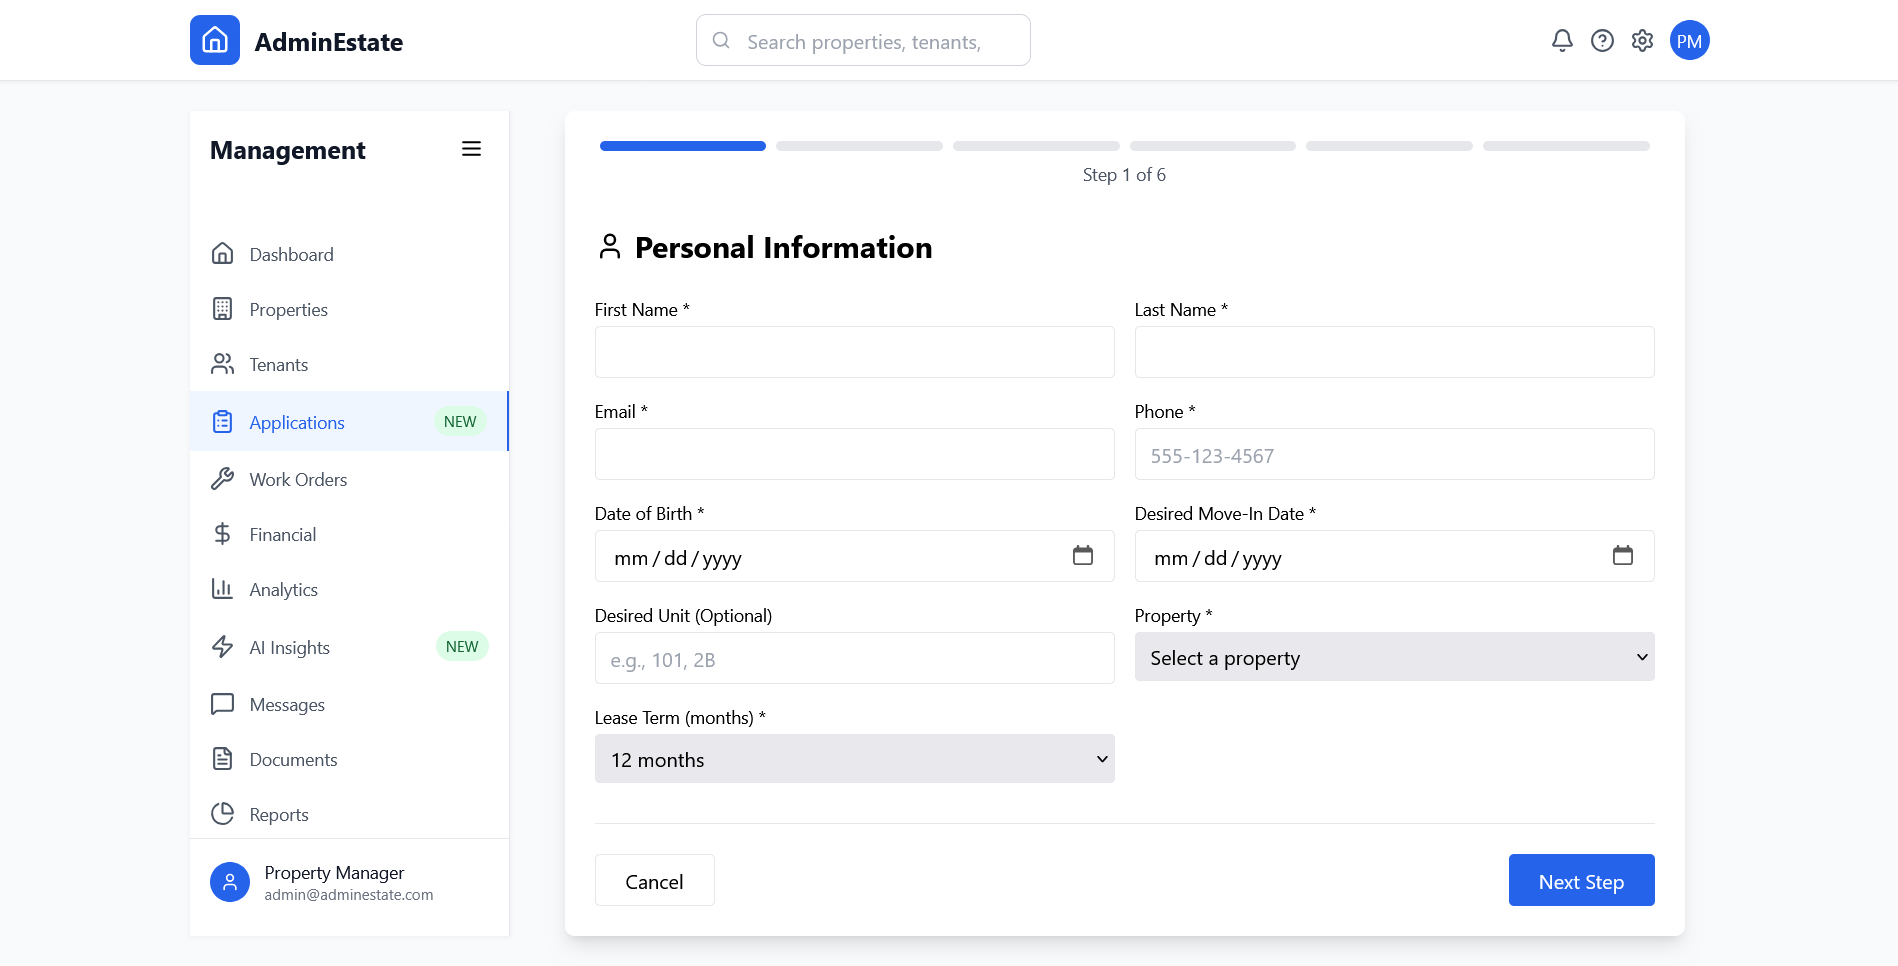 AdminEstate
Search properties, tenants,
PM
Management
Dashboard
Properties
Tenants
Applications NEW
Work Orders
Financial
Analytics
AI Insights NEW
Messages
Documents
Reports
Property Manager
admin@adminestate.com
Step 1 of 6
Personal Information
First Name * Last Name *
Email * Phone *
555-123-4567
Date of Birth * Desired Move-In Date *
mm/dd/yyyy mm/dd/yyyy
Desired Unit (Optional) Property *
e.g., 101, 2B Select a property
Lease Term (months) *
12 months
Cancel Next Step